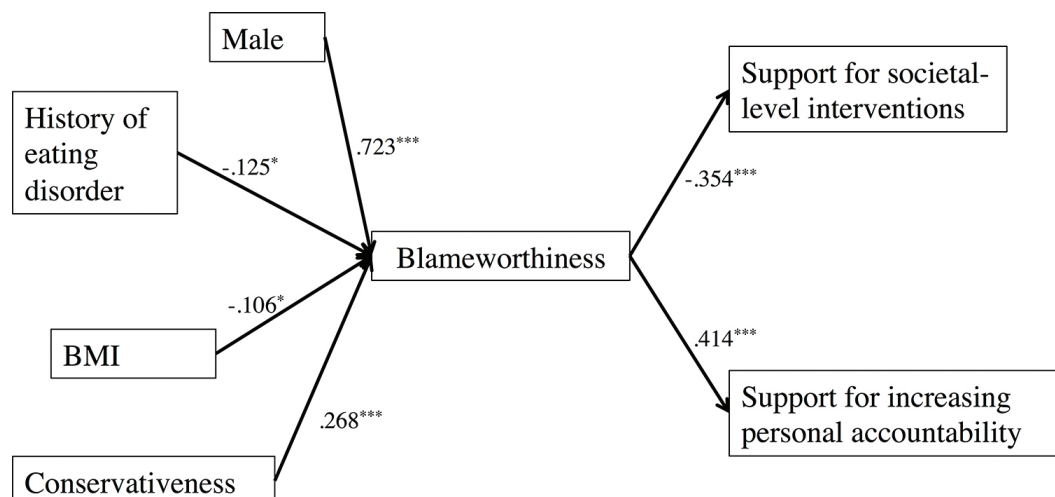 Male
History of
eating
disorder
-.125*
.723***
Support for societal-
level interventions
-.354***
Blameworthiness
-.106*
BMI
.414***
.268***
Support for increasing
personal accountability
Conservativeness